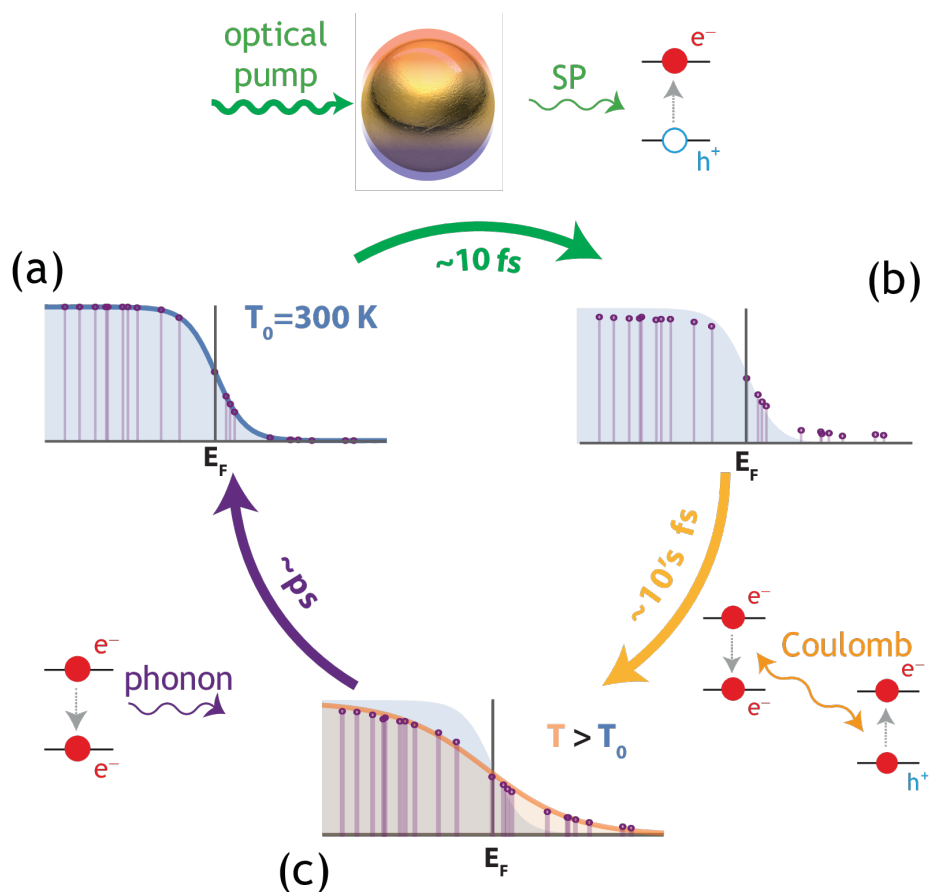 optical
pump
SP
e⁻
h⁺
~10 fs
(a)
(b)
T₀=300 K
E_F
E_F
~ps
~10's fs
e⁻
e⁻
Coulomb
e⁻
e⁻
h⁺
phonon
e⁻
T > T₀
E_F
(c)